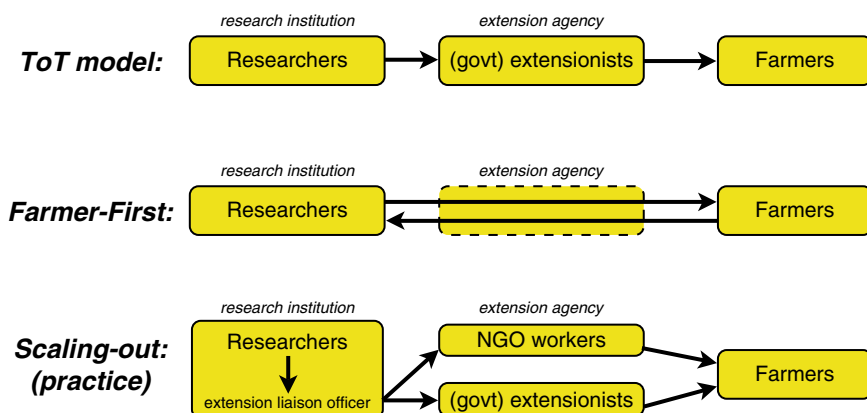 research institution
extension agency
ToT model:
Researchers
(govt) extensionists
Farmers
research institution
extension agency
Farmer-First:
Researchers
Farmers
research institution
extension agency
Scaling-out:
(practice)
Researchers
extension liaison officer
NGO workers
(govt) extensionists
Farmers